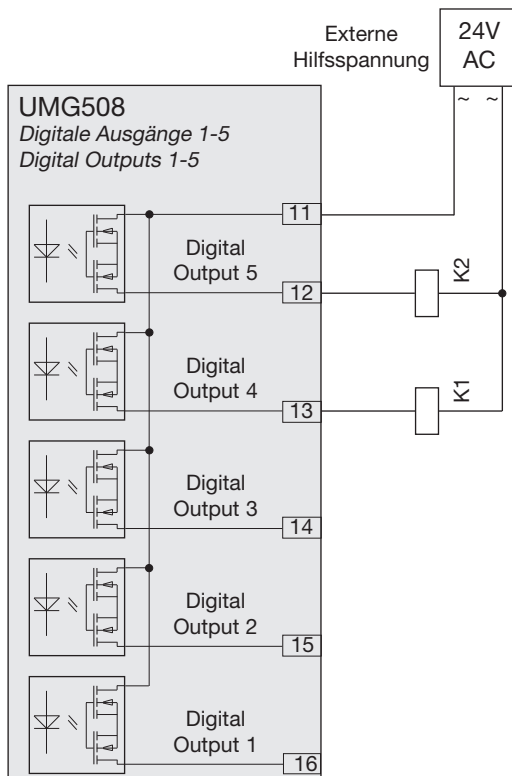 Externe
Hilfsspannung
24V
AC
~ ~
UMG508
Digitale Ausgänge 1-5
Digital Outputs 1-5
11
Digital
Output 5
12
K2
Digital
Output 4
13
K1
Digital
Output 3
14
Digital
Output 2
15
Digital
Output 1
16